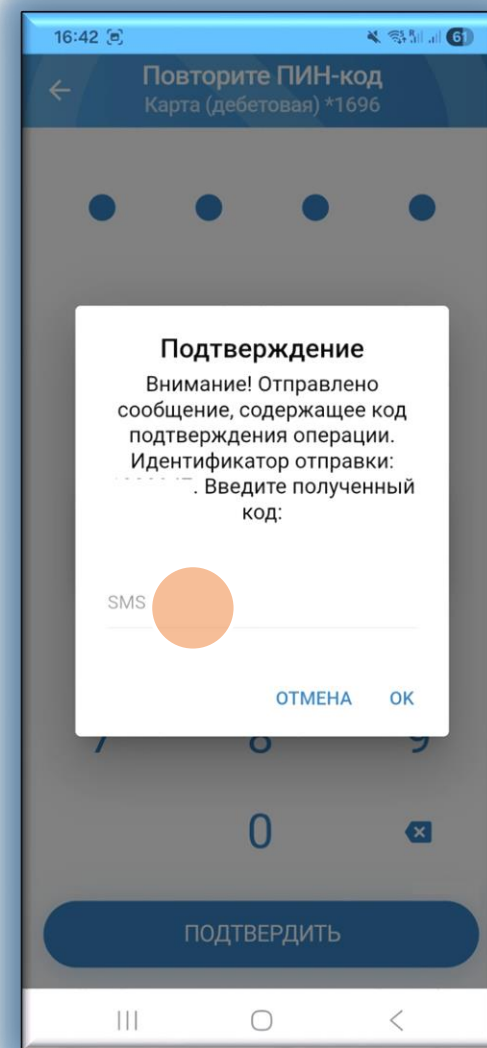 16:42
61
Повторите ПИН-код
Карта (дебетовая) *1696
Подтверждение
Внимание! Отправлено
сообщение, содержащее код
подтверждения операции.
Идентификатор отправки:
. Введите полученный
код:
SMS
ОТМЕНА OK
7 8 9
0
ПОДТВЕРДИТЬ